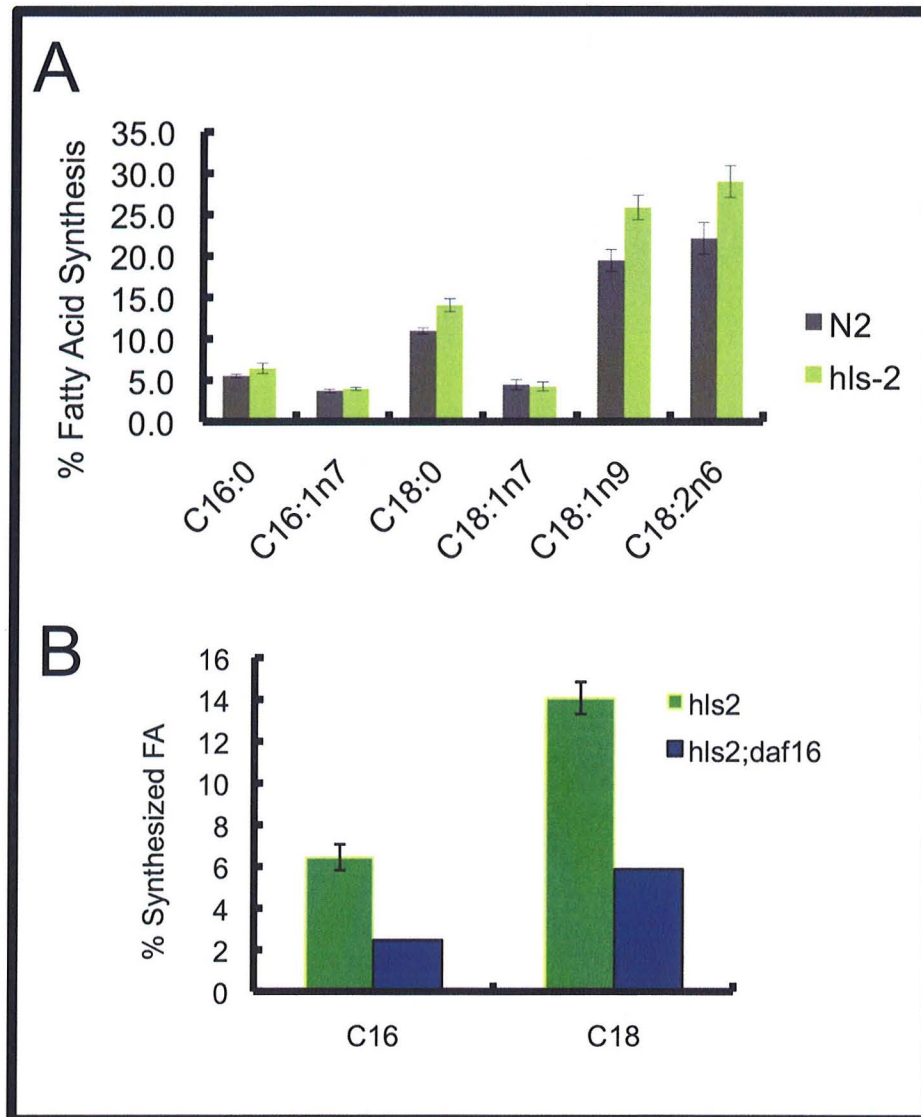 A
% Fatty Acid Synthesis
35.0
30.0
25.0
20.0
15.0
10.0
5.0
0.0
C16:0
C16:1n7
C18:0
C18:1n7
C18:1n9
C18:2n6
N2
hls-2
B
% Synthesized FA
16
14
12
10
8
6
4
2
0
C16
C18
hls2
hls2;daf16